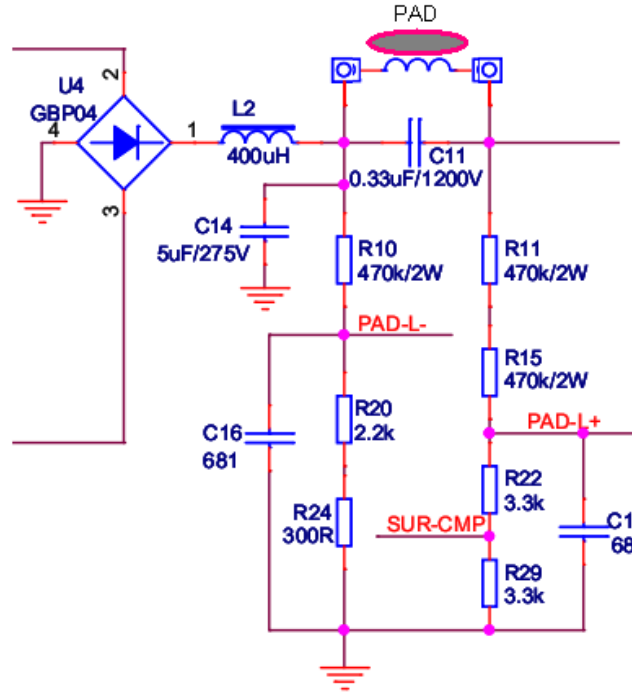 PAD
U4
GBP04
2
4
1
3
L2
400uH
C11
0.33uF/1200V
C14
5uF/275V
R10
470k/2W
R11
470k/2W
PAD-L-
R15
470k/2W
R20
2.2k
C16
681
PAD-L+
R22
3.3k
R24
300R
SUR-CMP
C1
68
R29
3.3k